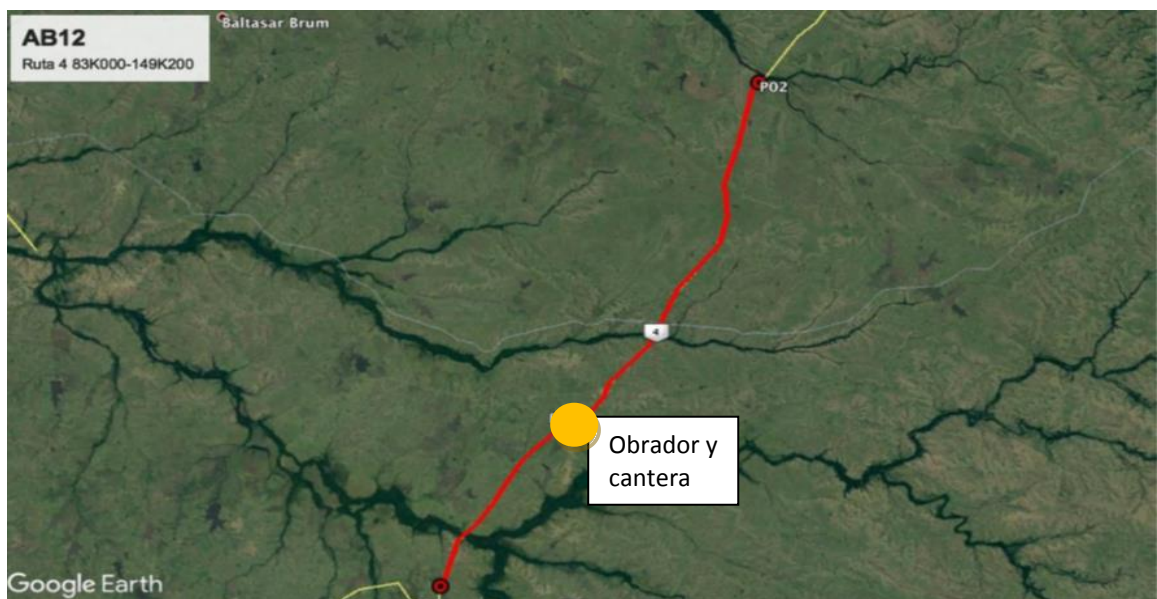 Baltasar Brum
AB12
Ruta 4 83K000-149K200
P02
4
Obrador y
cantera
Google Earth